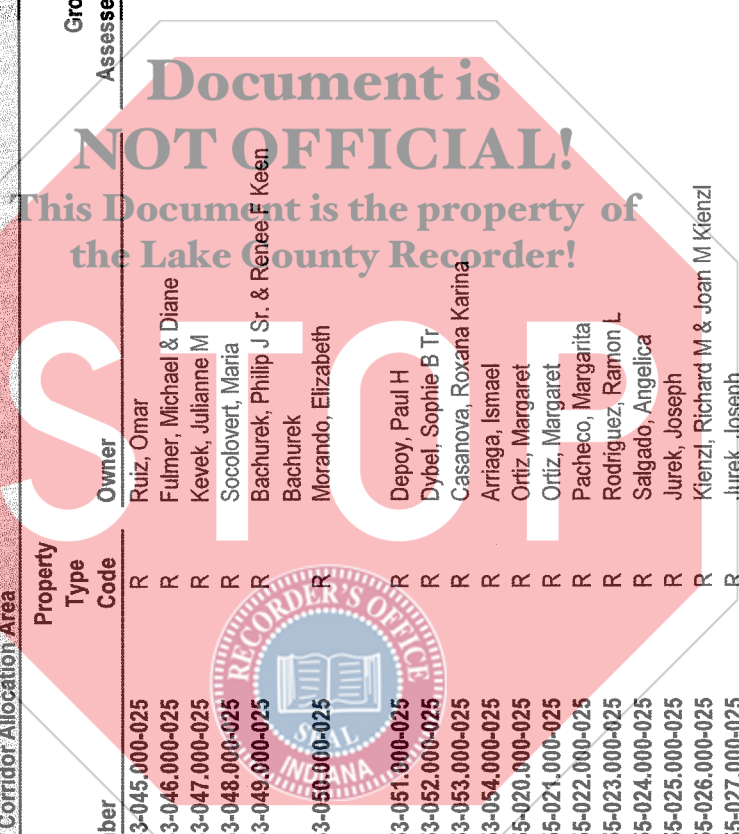 Document is
NOT OFFICIAL!
This Document is the property of
the Lake County Recorder!
STOP
RECORDER'S OFFICE
SEAL
INDIANA
Corridor Allocation Area
Property
Type
Code
Owner
3-045.000-025 R Ruiz, Omar
3-046.000-025 R Fulmer, Michael & Diane
3-047.000-025 R Kevek, Julianne M
3-048.000-025 R Socolovert, Maria
3-049.000-025 R Bachurek, Philip J Sr. & Renee F Keen
Bachurek
3-050.000-025 R Morando, Elizabeth
3-051.000-025 R Depoy, Paul H
3-052.000-025 R Dybel, Sophie B Tr
3-053.000-025 R Casanova, Roxana Karina
3-054.000-025 R Arriaga, Ismael
5-020.000-025 R Ortiz, Margaret
5-021.000-025 R Ortiz, Margaret
5-022.000-025 R Pacheco, Margarita
5-023.000-025 R Rodriguez, Ramon L
5-024.000-025 R Salgado, Angelica
5-025.000-025 R Jurek, Joseph
5-026.000-025 R Kienzl, Richard M & Joan M Kienzl
5-027.000-025 R Jurek, Joseph